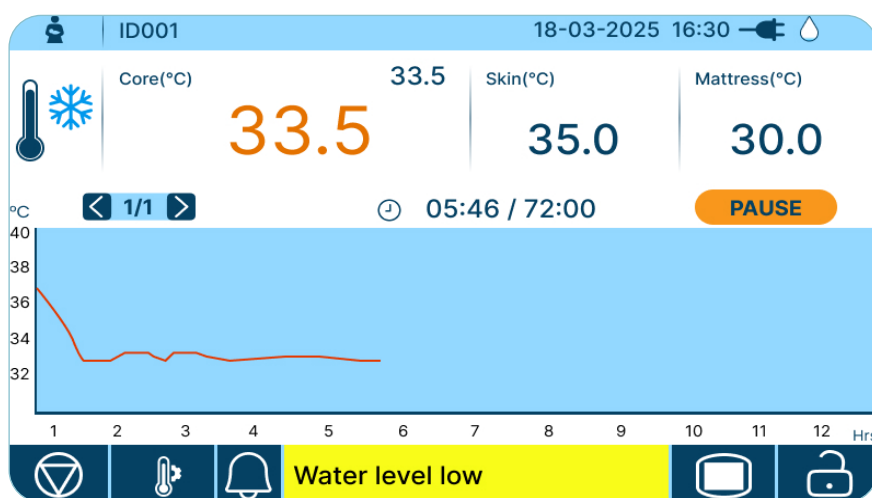 ID001 18-03-2025 16:30
Core(°C) 33.5 Skin(°C) Mattress(°C)
33.5 35.0 30.0
1/1 05:46 / 72:00 PAUSE
ºC
40
38
36
34
32
1 2 3 4 5 6 7 8 9 10 11 12 Hrs
Water level low